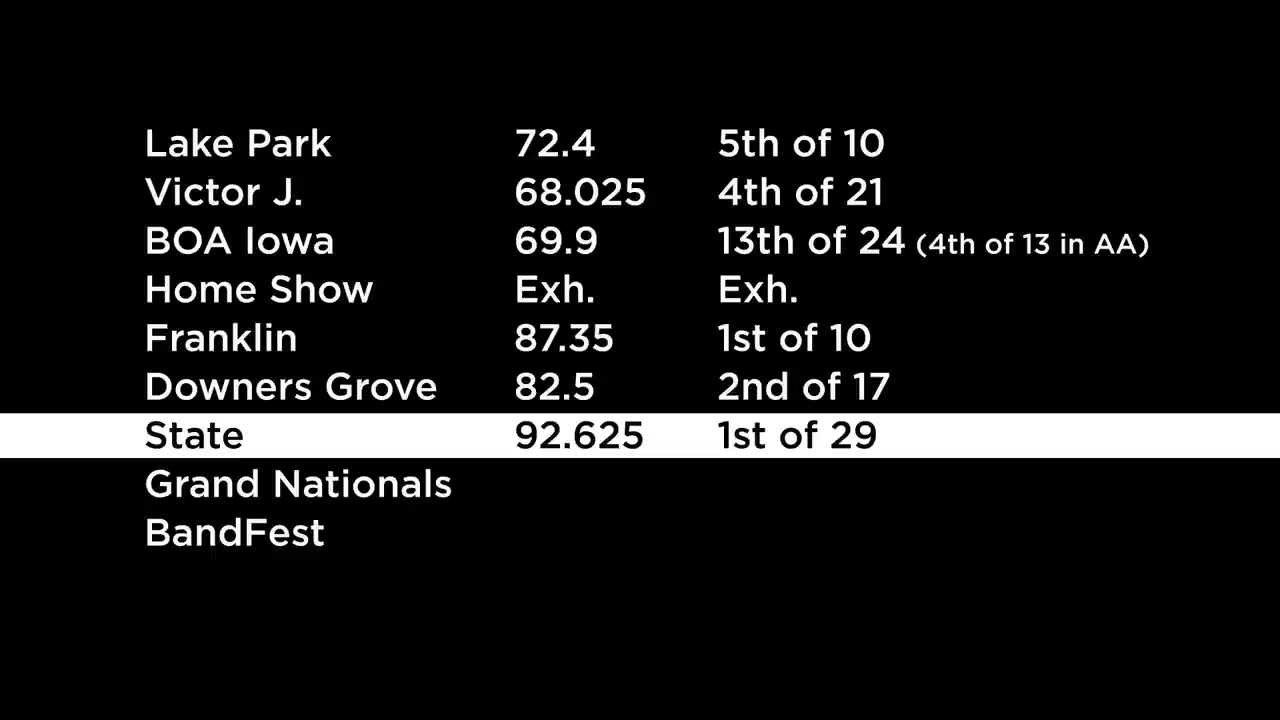 Lake Park 72.4 5th of 10
Victor J. 68.025 4th of 21
BOA Iowa 69.9 13th of 24 (4th of 13 in AA)
Home Show Exh. Exh.
Franklin 87.35 1st of 10
Downers Grove 82.5 2nd of 17
State 92.625 1st of 29
Grand Nationals
BandFest